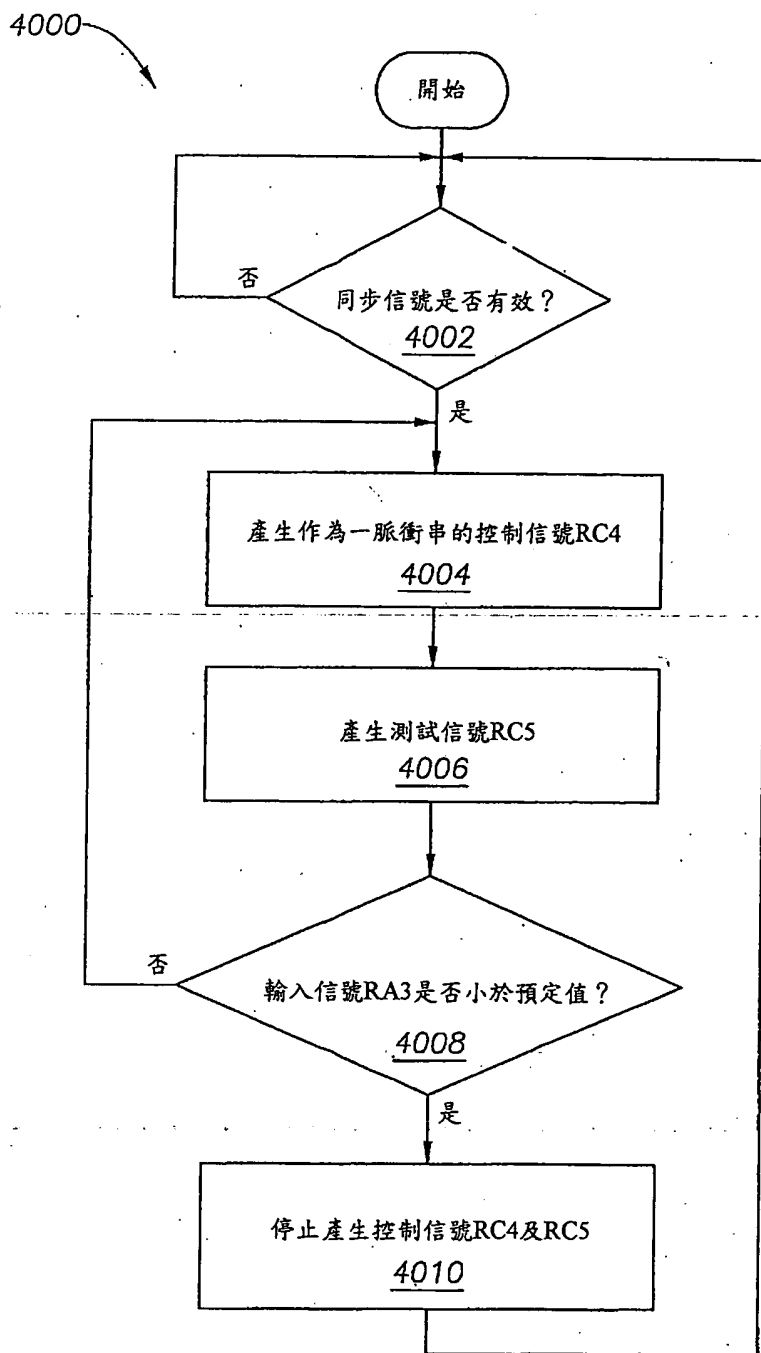 4000
開始
否
同步信號是否有效？
4002
是
產生作為一脈衝串的控制信號RC4
4004
產生測試信號RC5
4006
否
輸入信號RA3是否小於預定值？
4008
是
停止產生控制信號RC4及RC5
4010